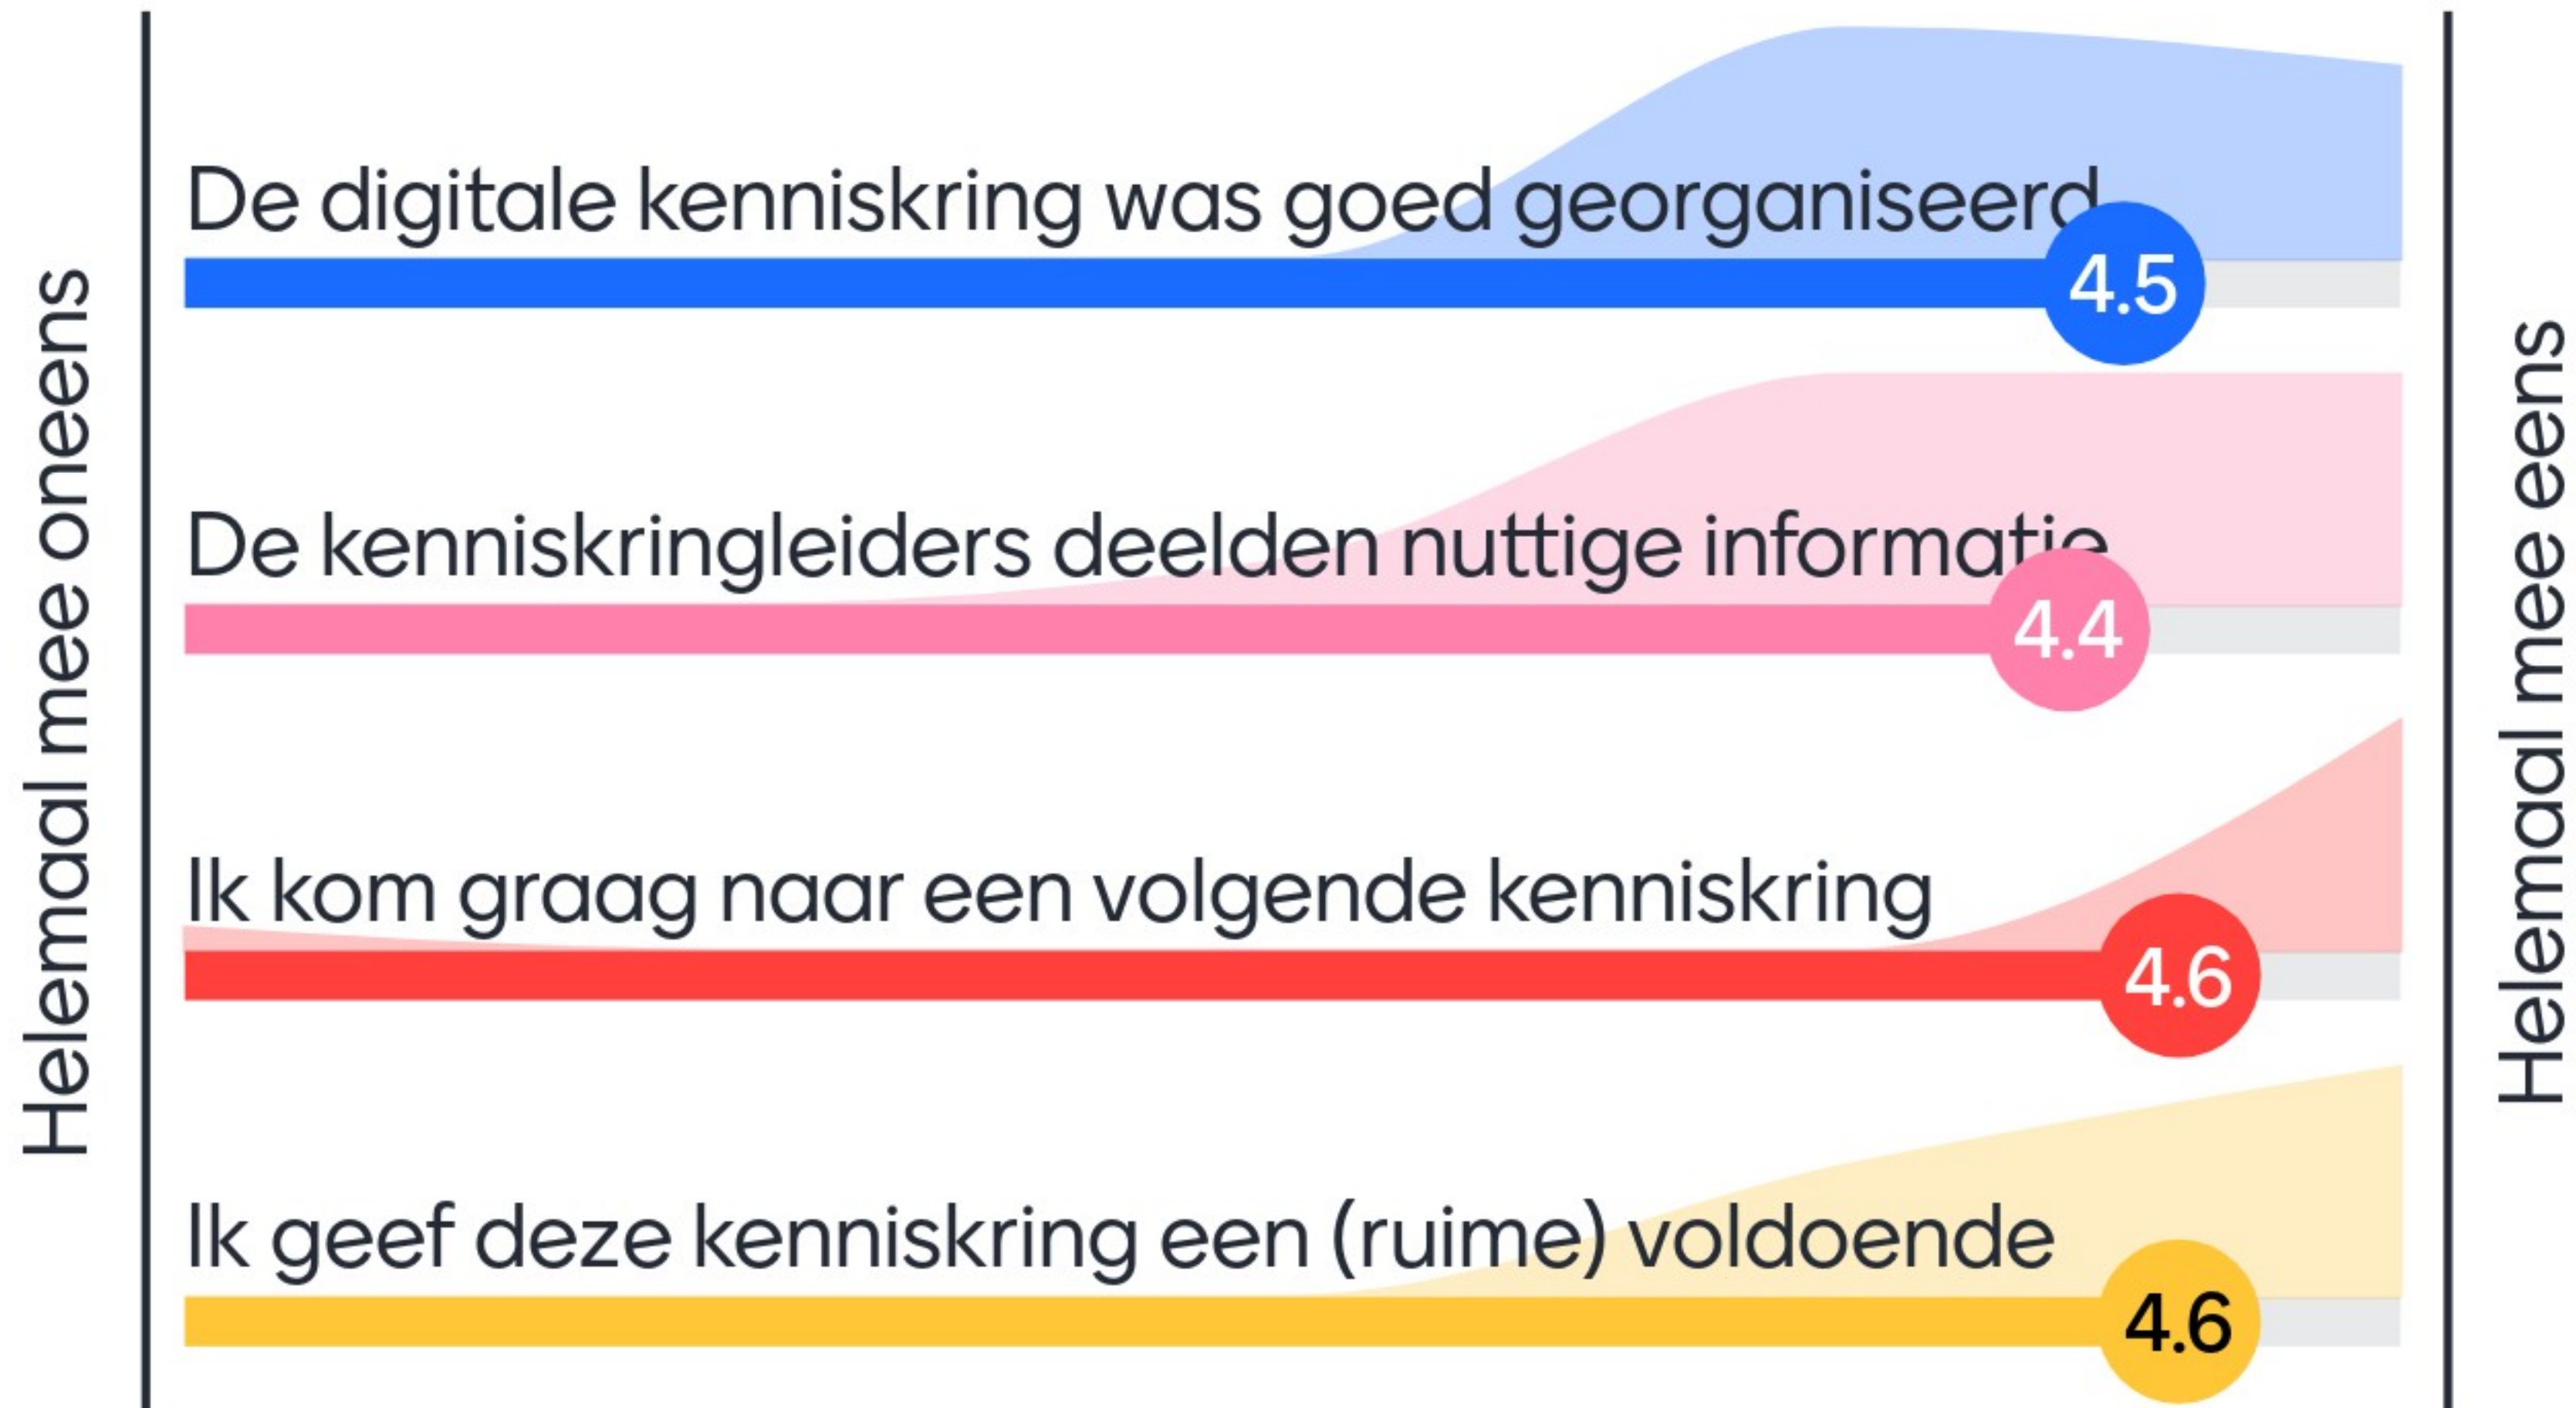 Helemaal mee oneens
De digitale kenniskring was goed georganiseerd
4.5
De kenniskringleiders deelden nuttige informatie
4.4
Ik kom graag naar een volgende kenniskring
4.6
Ik geef deze kenniskring een (ruime) voldoende
4.6
Helemaal mee eens